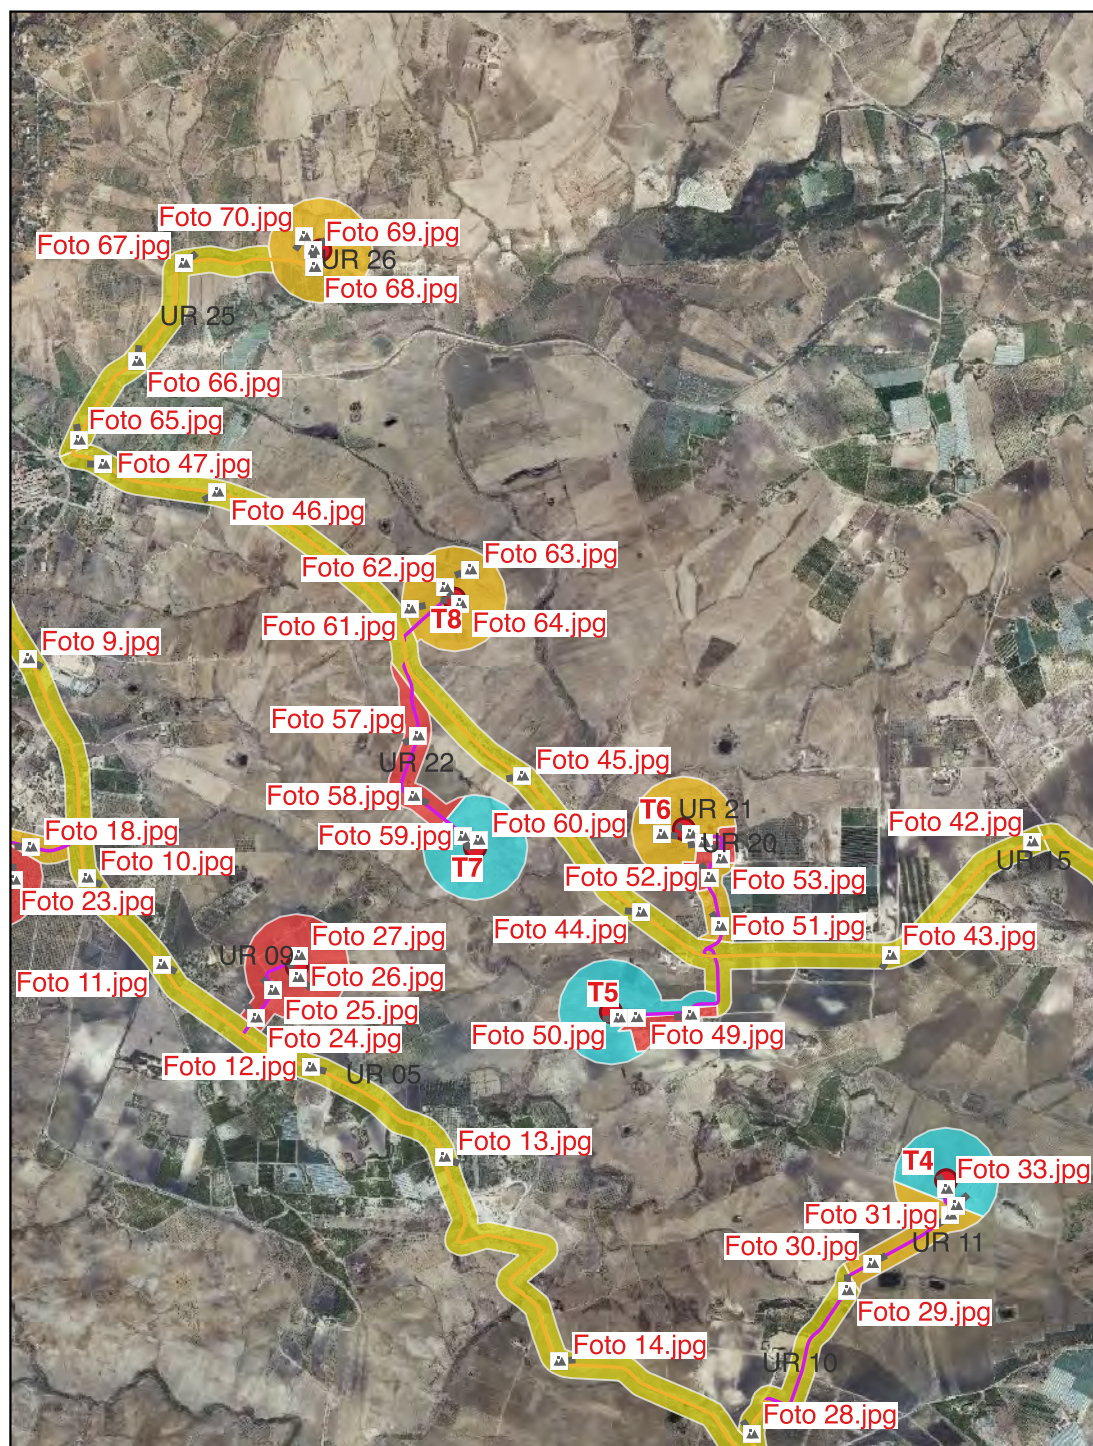 Foto 70.jpg
Foto 69.jpg
Foto 67.jpg
UR 26
Foto 68.jpg
UR 25
Foto 66.jpg
Foto 65.jpg
Foto 47.jpg
Foto 46.jpg
Foto 63.jpg
Foto 62.jpg
T8
Foto 64.jpg
Foto 61.jpg
Foto 9.jpg
Foto 57.jpg
UR 22
Foto 45.jpg
Foto 58.jpg
T6
UR 21
Foto 60.jpg
Foto 59.jpg
Foto 42.jpg
Foto 18.jpg
UR 20
UR 15
T7
Foto 10.jpg
Foto 52.jpg
Foto 53.jpg
Foto 23.jpg
Foto 44.jpg
Foto 51.jpg
Foto 43.jpg
Foto 27.jpg
UR 09
Foto 11.jpg
Foto 26.jpg
T5
Foto 25.jpg
Foto 50.jpg
Foto 49.jpg
Foto 24.jpg
Foto 12.jpg
UR 05
Foto 13.jpg
T4
Foto 33.jpg
Foto 31.jpg
Foto 30.jpg
UR 11
Foto 29.jpg
Foto 14.jpg
UR 10
Foto 28.jpg